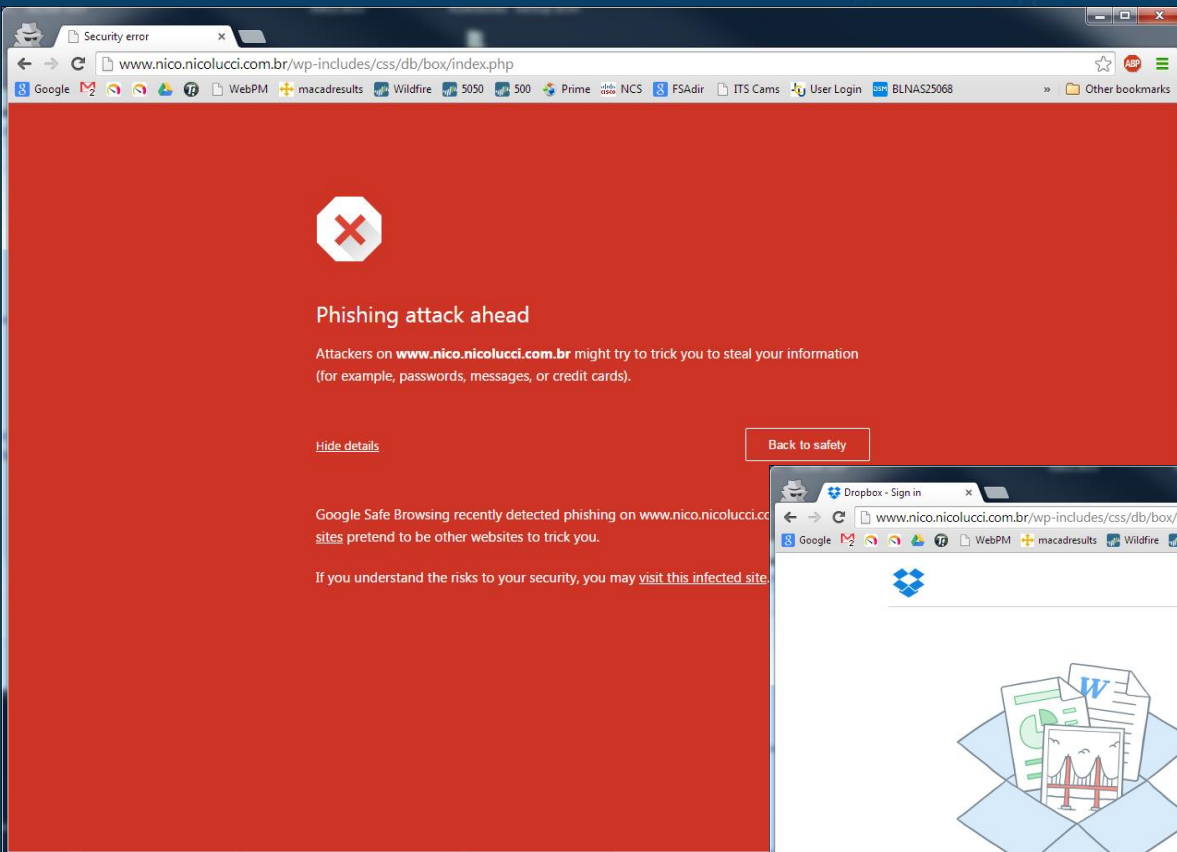 Security error
www.nico.nicolucci.com.br/wp-includes/css/db/box/index.php
ABP
Google WebPM macadresults Wildfire 5050 500 Prime NCS FSAdir ITS Cams User Login BLNAS25068 » Other bookmarks
Phishing attack ahead
Attackers on www.nico.nicolucci.com.br might try to trick you to steal your information
(for example, passwords, messages, or credit cards).
Hide details
Back to safety
Google Safe Browsing recently detected phishing on www.nico.nicolucci.cc
sites pretend to be other websites to trick you.
If you understand the risks to your security, you may visit this infected site.
Dropbox - Sign in
www.nico.nicolucci.com.br/wp-includes/css/db/box/
Google WebPM macadresults Wildfire
W